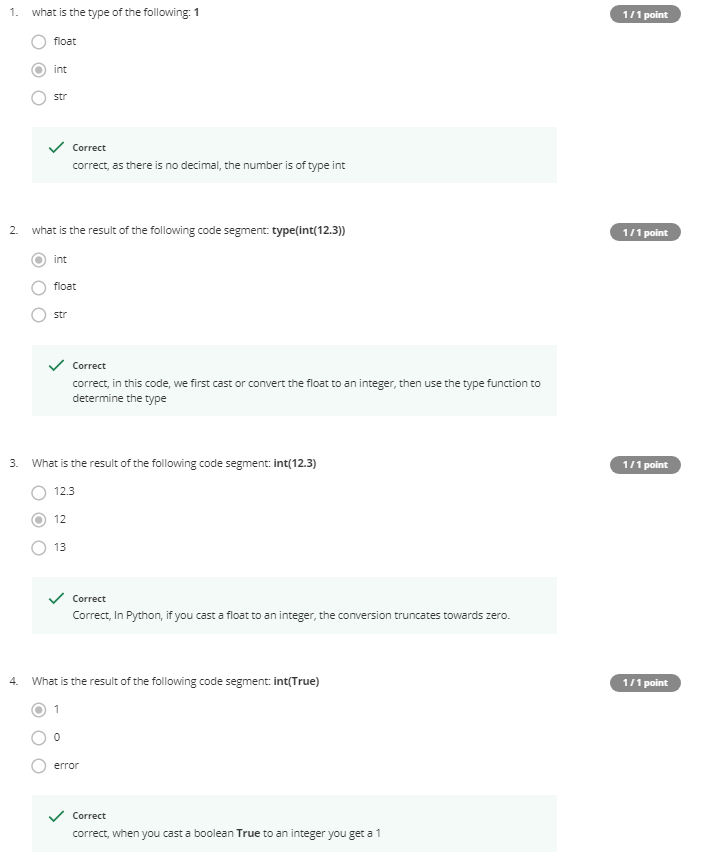 1. what is the type of the following: 1
1 / 1 point
float
int
str
Correct
correct, as there is no decimal, the number is of type int
2. what is the result of the following code segment: type(int(12.3))
1 / 1 point
int
float
str
Correct
correct, in this code, we first cast or convert the float to an integer, then use the type function to
determine the type
3. What is the result of the following code segment: int(12.3)
1 / 1 point
12.3
12
13
Correct
Correct, In Python, if you cast a float to an integer, the conversion truncates towards zero.
4. What is the result of the following code segment: int(True)
1 / 1 point
1
0
error
Correct
correct, when you cast a boolean True to an integer you get a 1